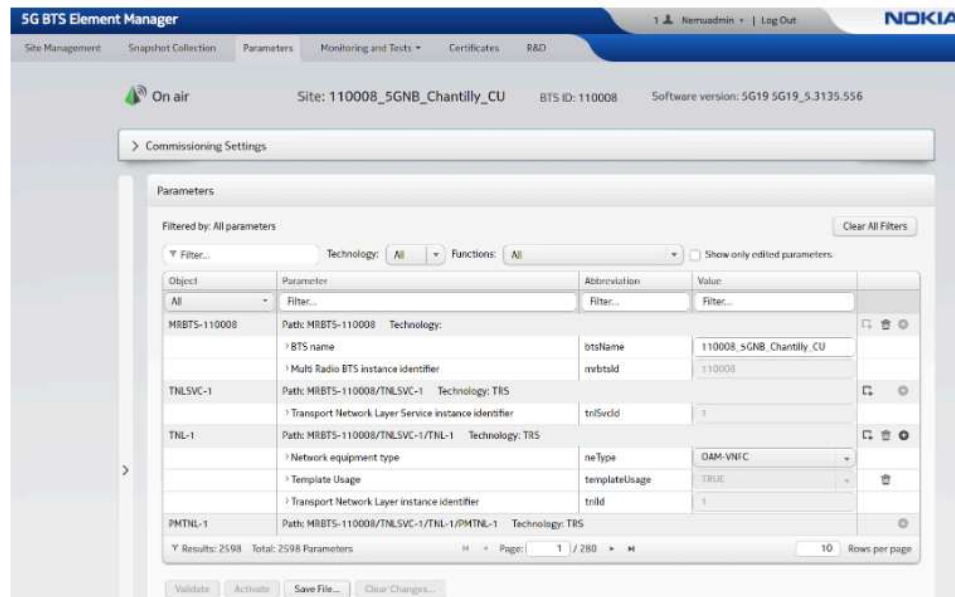 5G BTS Element Manager 1 Nemuadmin | Log Out NOKIA
Site Management Snapshot Collection Parameters Monitoring and Tests Certificates R&D
On air Site: 110008_5GNB_Chantilly_CU BTS ID: 110008 Software version: 5G19 5G19_5.3135.556
Commissioning Settings
Parameters
Filtered by: All parameters Clear All Filters
Filter... Technology: All Functions: All Show only edited parameters
Object Parameter Abbreviation Value
All Filter... Filter... Filter...
MRBTS-110008 Path: MRBTS-110008 Technology:
BTS name btsName 110008_5GNB_Chantilly_CU
Multi Radio BTS instance identifier mrbtsId 110008
TNLSVC-1 Path: MRBTS-110008/TNLSVC-1 Technology: TRS
Transport Network Layer Service instance identifier tnlSvcId 1
TNL-1 Path: MRBTS-110008/TNLSVC-1/TNL-1 Technology: TRS
Network equipment type neType OAM-VNFC
Template Usage templateUsage TRUE
Transport Network Layer instance identifier tnlId 1
PMTNL-1 Path: MRBTS-110008/TNLSVC-1/TNL-1/PMTNL-1 Technology: TRS
Results: 2598 Total: 2598 Parameters Page: 1 / 280 10 Rows per page
Validate Activate Save File... Clear Changes...